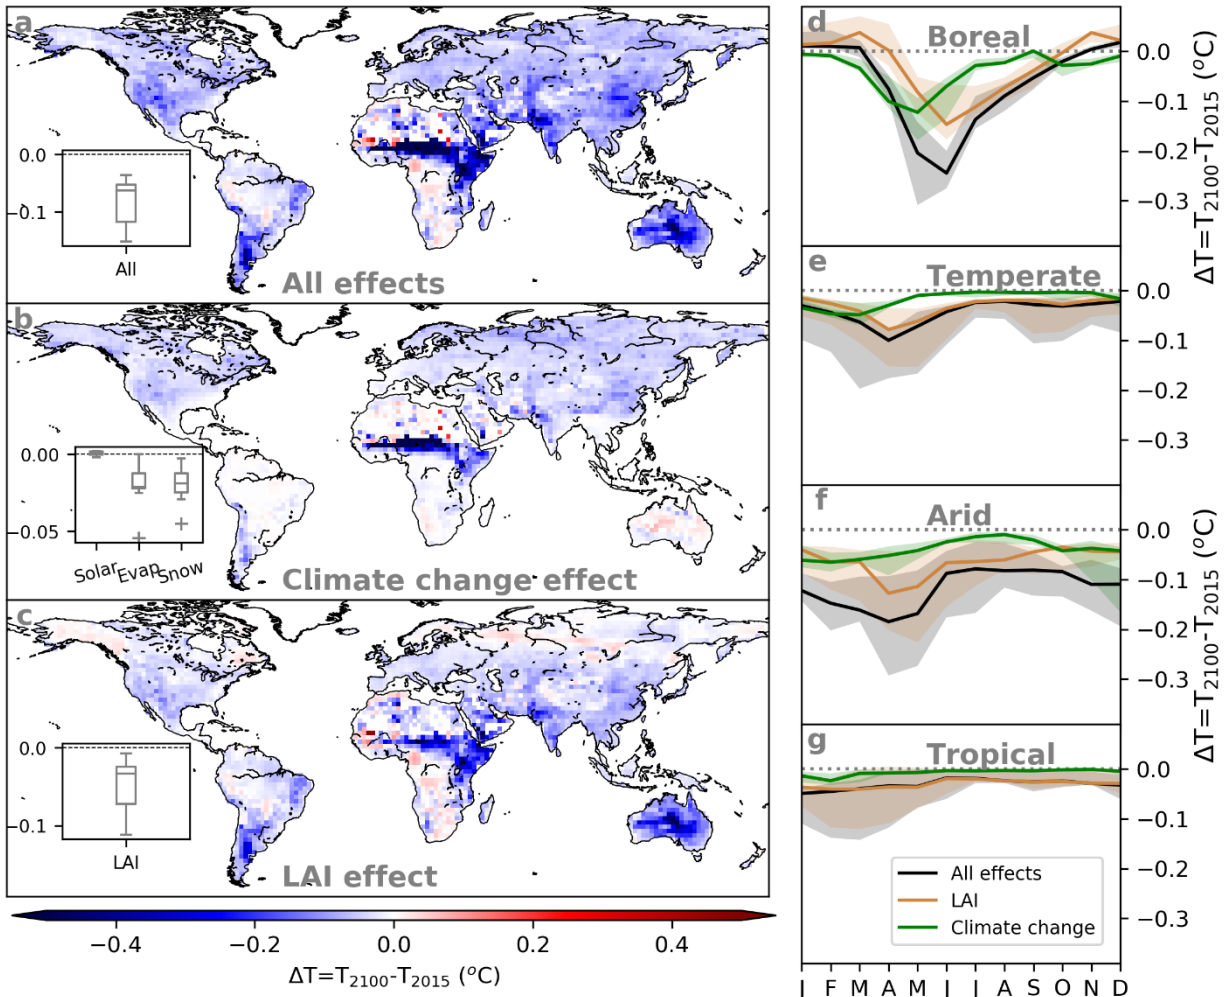 a
0.0
−0.1
All
All effects
b
0.00
−0.05
Solar Evap Snow
Climate change effect
c
0.0
−0.1
LAI
LAI effect
−0.4 −0.2 0.0 0.2 0.4
ΔT=T2100-T2015 (°C)
d
Boreal
0.0
−0.1
−0.2
−0.3
ΔT=T2100-T2015 (°C)
e
Temperate
0.0
−0.1
−0.2
−0.3
f
Arid
0.0
−0.1
−0.2
−0.3
ΔT=T2100-T2015 (°C)
g
Tropical
0.0
−0.1
−0.2
−0.3
All effects
LAI
Climate change
J F M A M J J A S O N D